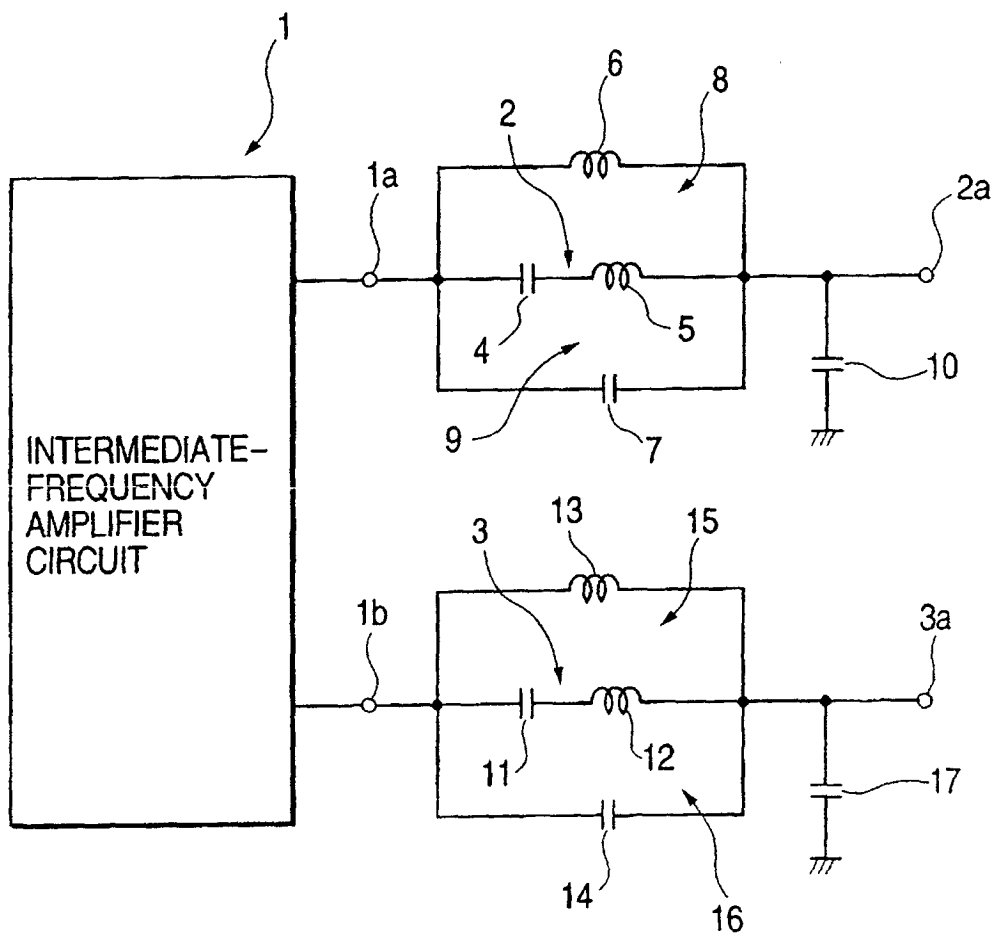 1
6
8
2
1a
2a
4
5
10
9
7
INTERMEDIATE-
FREQUENCY
AMPLIFIER
CIRCUIT
13
15
3
1b
3a
11
12
17
14
16